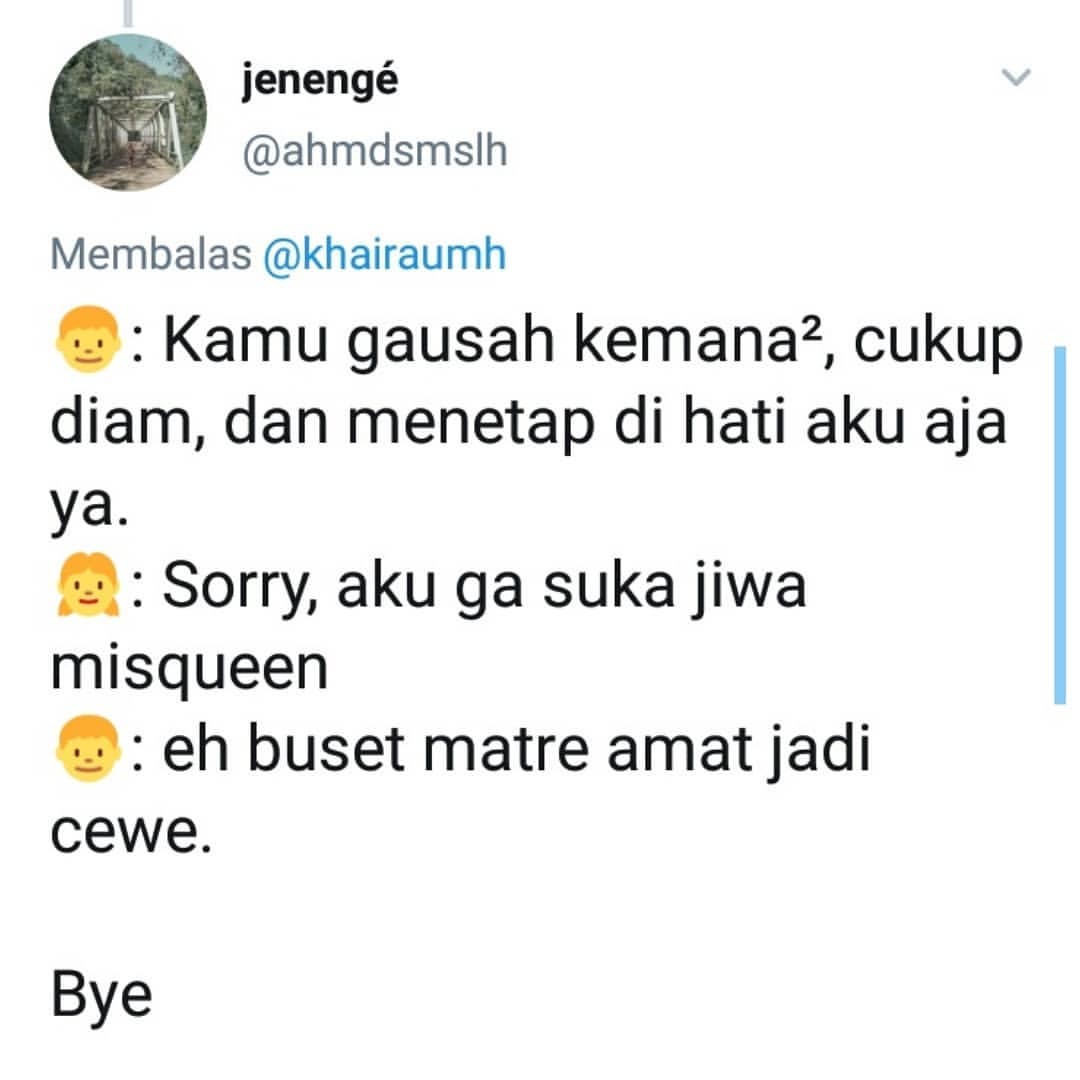 jenengé
@ahmdsmslh
Membalas @khairaumh
👦: Kamu gausah kemana², cukup
diam, dan menetap di hati aku aja
ya.
👧: Sorry, aku ga suka jiwa
misqueen
👦: eh buset matre amat jadi
cewe.
Bye